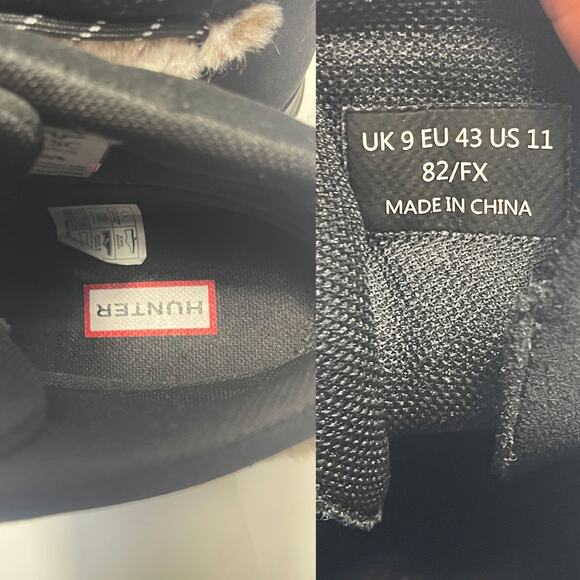 HUNTER
UK 9 EU 43 US 11
82/FX
MADE IN CHINA